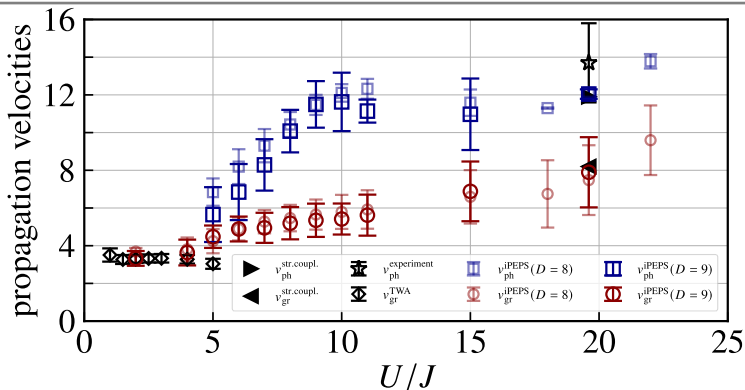 propagation velocities
16
12
8
4
0
v_ph^str.coupl. v_ph^experiment v_ph^iPEPS(D = 8) v_ph^iPEPS(D = 9)
v_gr^str.coupl. v_gr^TWA v_gr^iPEPS(D = 8) v_gr^iPEPS(D = 9)
0 5 10 15 20 25
U/J